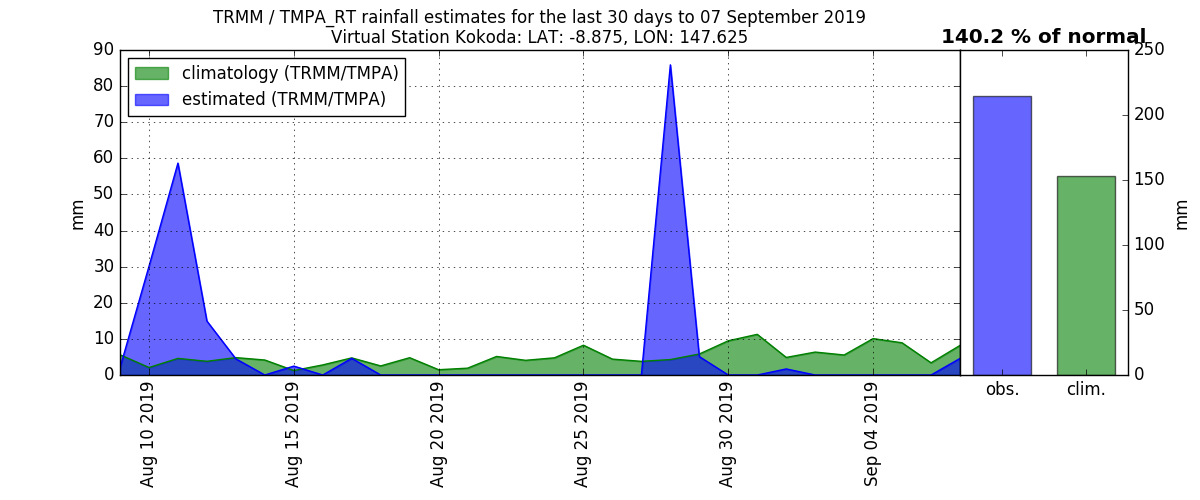 TRMM / TMPA_RT rainfall estimates for the last 30 days to 07 September 2019
Virtual Station Kokoda: LAT: -8.875, LON: 147.625
140.2 % of normal
climatology (TRMM/TMPA)
estimated (TRMM/TMPA)
90
80
70
60
50
40
30
20
10
0
mm
Aug 10 2019
Aug 15 2019
Aug 20 2019
Aug 25 2019
Aug 30 2019
Sep 04 2019
250
200
150
100
50
0
mm
obs.
clim.